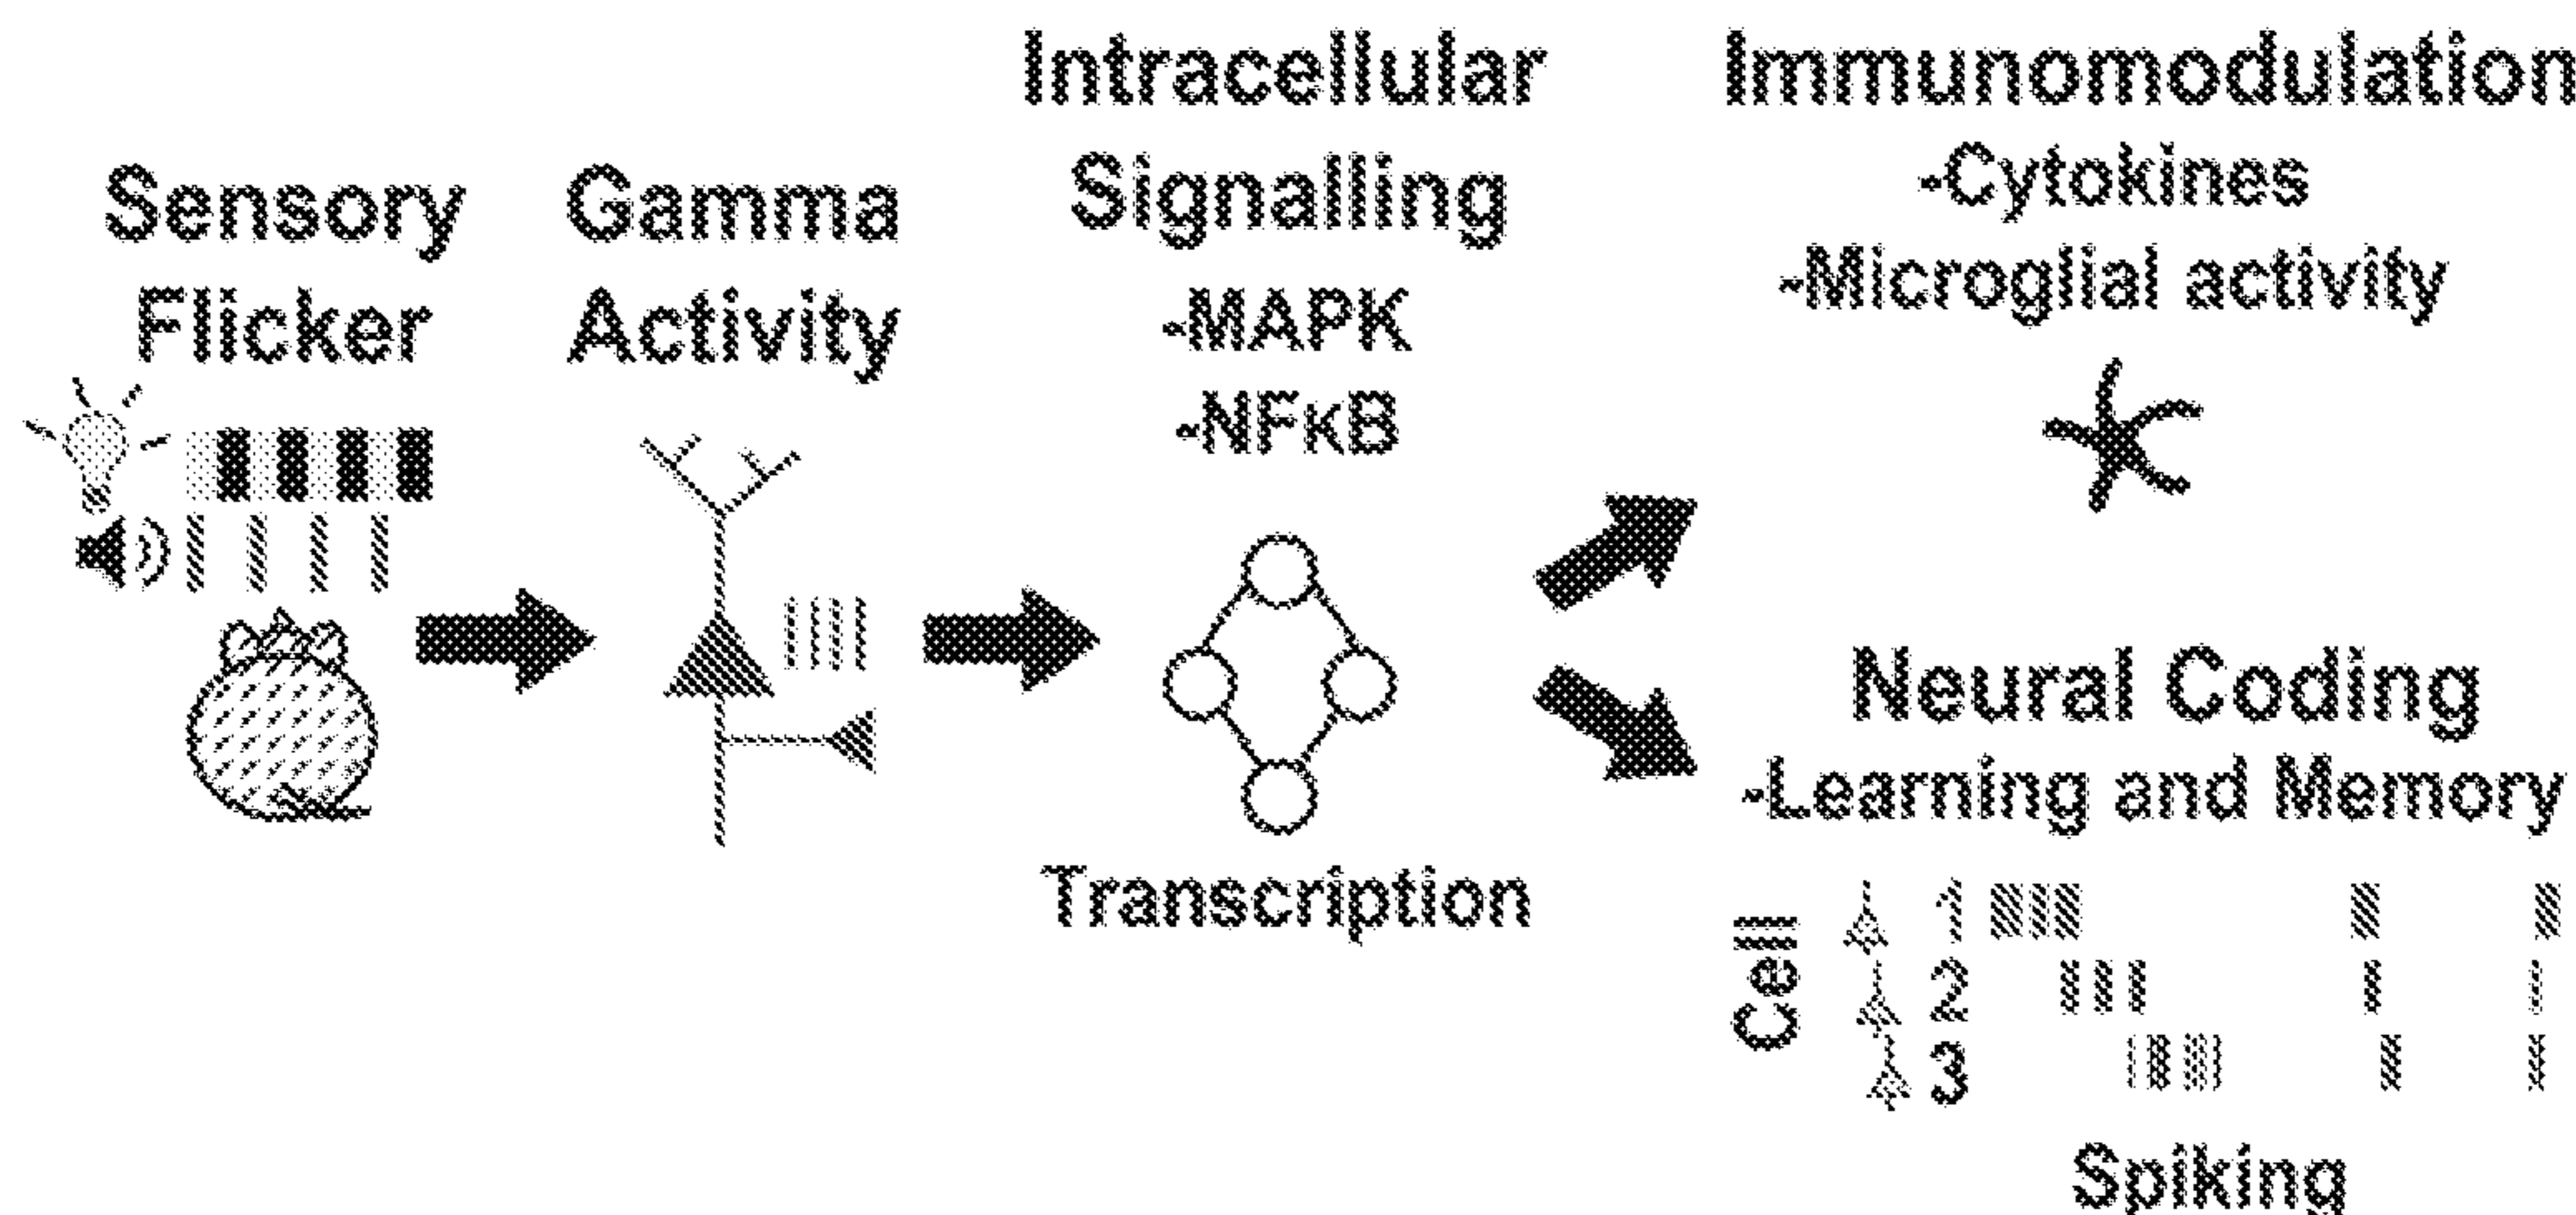 Sensory
Flicker
Gamma
Activity
Intracellular
Signalling
-MAPK
-NFκB
Transcription
Immunomodulation
-Cytokines
-Microglial activity
Neural Coding
-Learning and Memory
Cell
1
2
3
Spiking